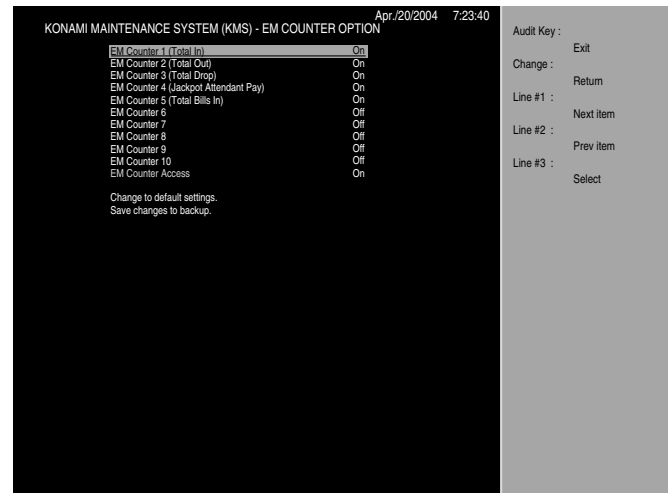 Apr./20/2004 7:23:40
KONAMI MAINTENANCE SYSTEM (KMS) - EM COUNTER OPTION
EM Counter 1 (Total In) On
EM Counter 2 (Total Out) On
EM Counter 3 (Total Drop) On
EM Counter 4 (Jackpot Attendant Pay) On
EM Counter 5 (Total Bills In) On
EM Counter 6 Off
EM Counter 7 Off
EM Counter 8 Off
EM Counter 9 Off
EM Counter 10 Off
EM Counter Access On
Change to default settings.
Save changes to backup.
Audit Key :
Exit
Change :
Return
Line #1 :
Next item
Line #2 :
Prev item
Line #3 :
Select